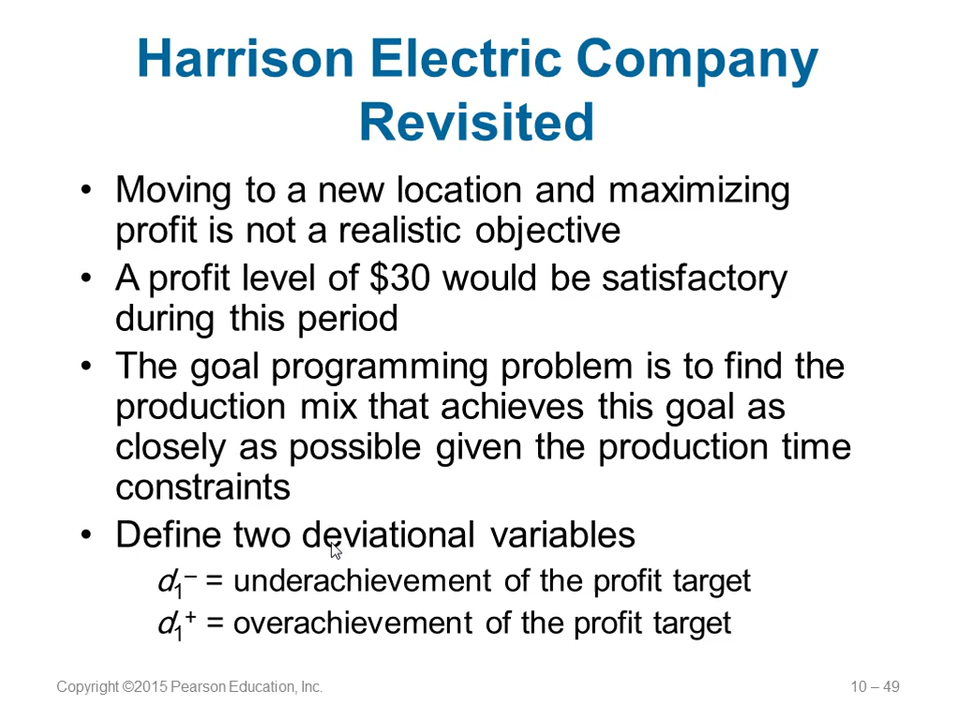 Harrison Electric Company
Revisited
• Moving to a new location and maximizing
profit is not a realistic objective
• A profit level of $30 would be satisfactory
during this period
• The goal programming problem is to find the
production mix that achieves this goal as
closely as possible given the production time
constraints
• Define two deviational variables
d₁⁻ = underachievement of the profit target
d₁⁺ = overachievement of the profit target
Copyright ©2015 Pearson Education, Inc.
10 – 49